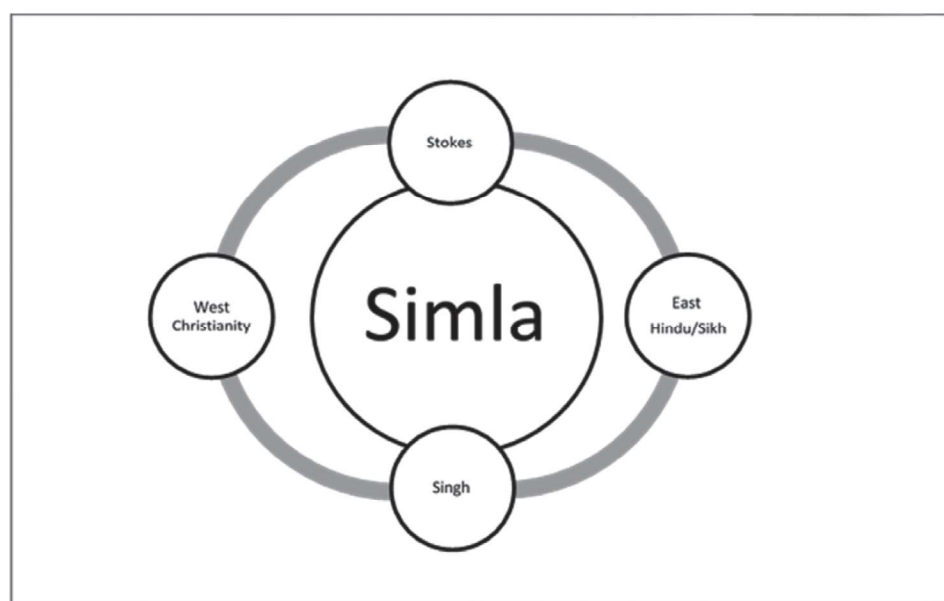 Stokes
West
Christianity
Simla
East
Hindu/Sikh
Singh